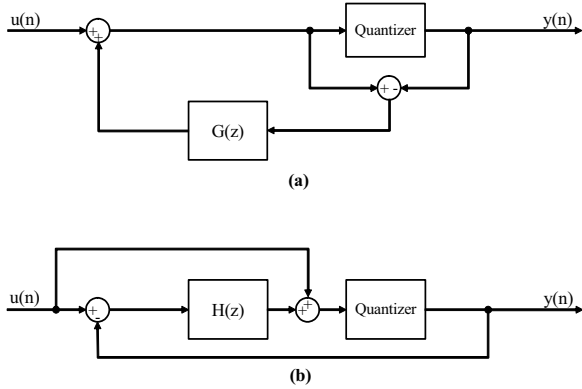 u(n)
y(n)
+
+
Quantizer
+ -
G(z)
(a)
u(n)
y(n)
+
-
H(z)
+
+
Quantizer
(b)